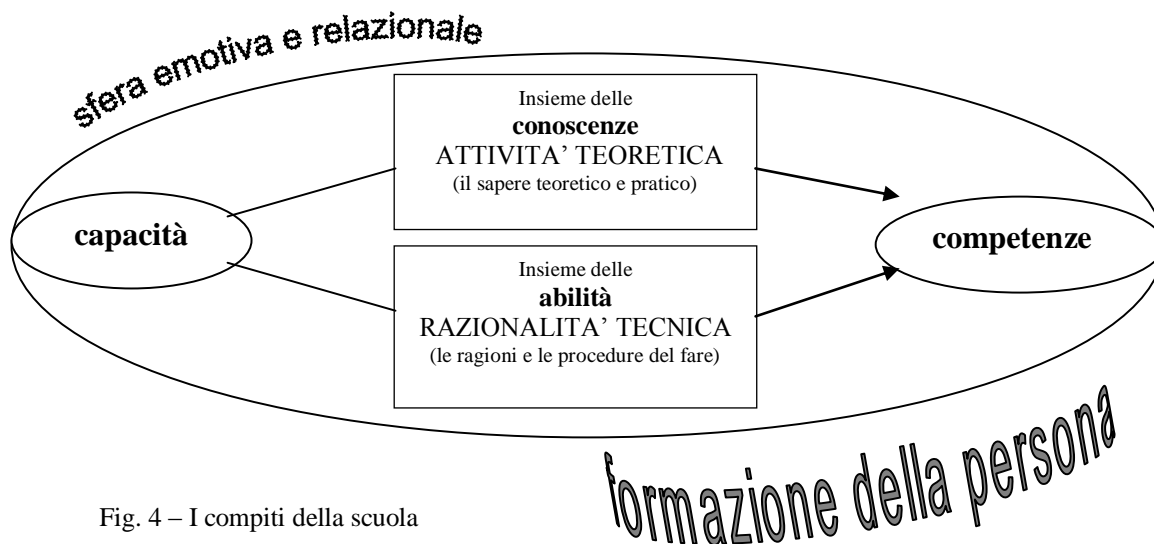 sfera emotiva e relazionale
Insieme delle
conoscenze
ATTIVITA’ TEORETICA
(il sapere teoretico e pratico)
capacità
competenze
Insieme delle
abilità
RAZIONALITA’ TECNICA
(le ragioni e le procedure del fare)
formazione della persona
Fig. 4 – I compiti della scuola